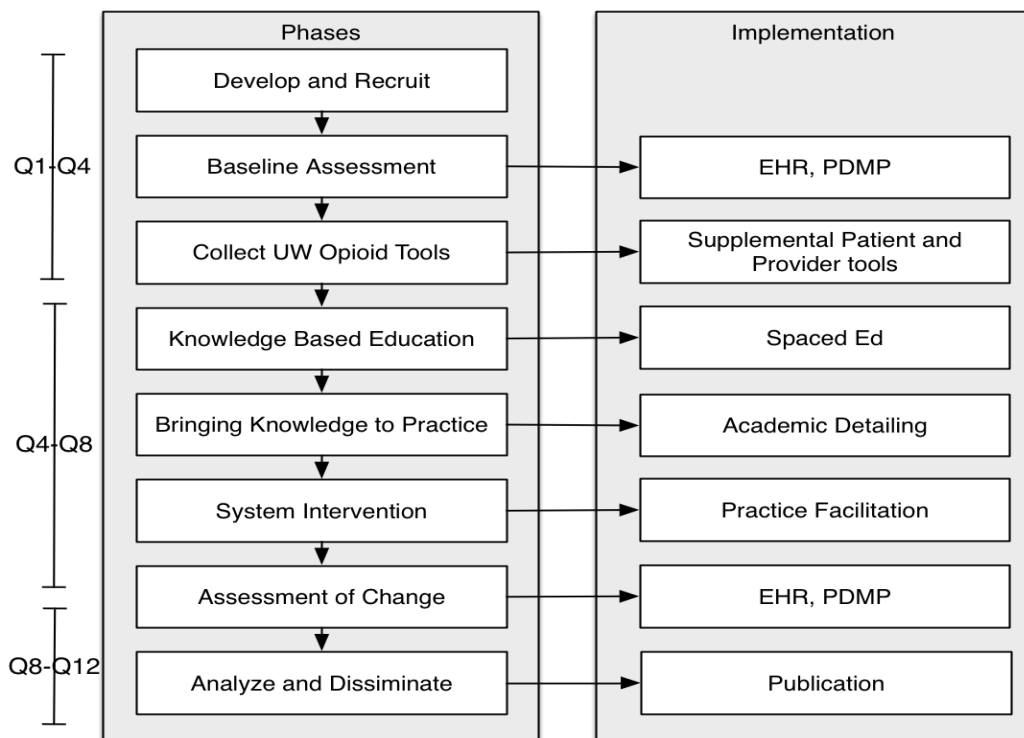 Phases
Implementation
Q1-Q4
Develop and Recruit
Baseline Assessment
EHR, PDMP
Collect UW Opioid Tools
Supplemental Patient and
Provider tools
Q4-Q8
Knowledge Based Education
Spaced Ed
Bringing Knowledge to Practice
Academic Detailing
System Intervention
Practice Facilitation
Q8-Q12
Assessment of Change
EHR, PDMP
Analyze and Dissiminate
Publication